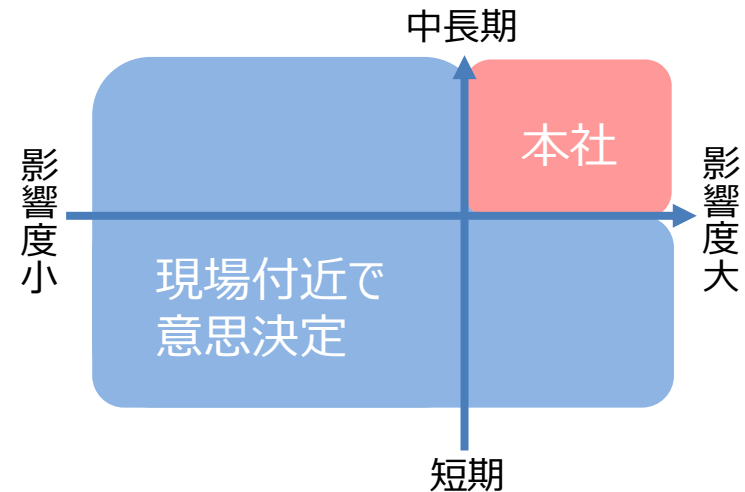 中長期
本社
影響度小
影響度大
現場付近で
意思決定
短期